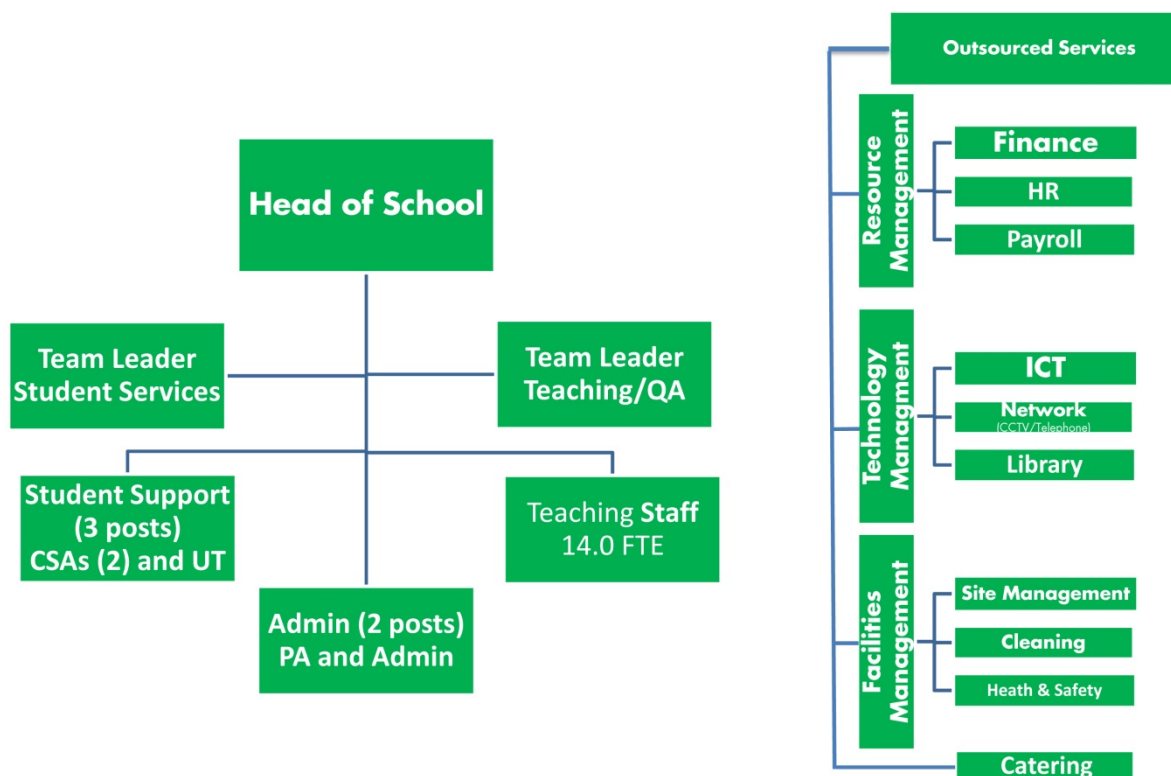 Head of School
Team Leader
Student Services
Team Leader
Teaching/QA
Student Support
(3 posts)
CSAs (2) and UT
Teaching Staff
14.0 FTE
Admin (2 posts)
PA and Admin
Outsourced Services
Resource
Management
Finance
HR
Payroll
Technology
Managment
ICT
Network
(CCTV/Telephone)
Library
Facilities
Management
Site Management
Cleaning
Heath & Safety
Catering